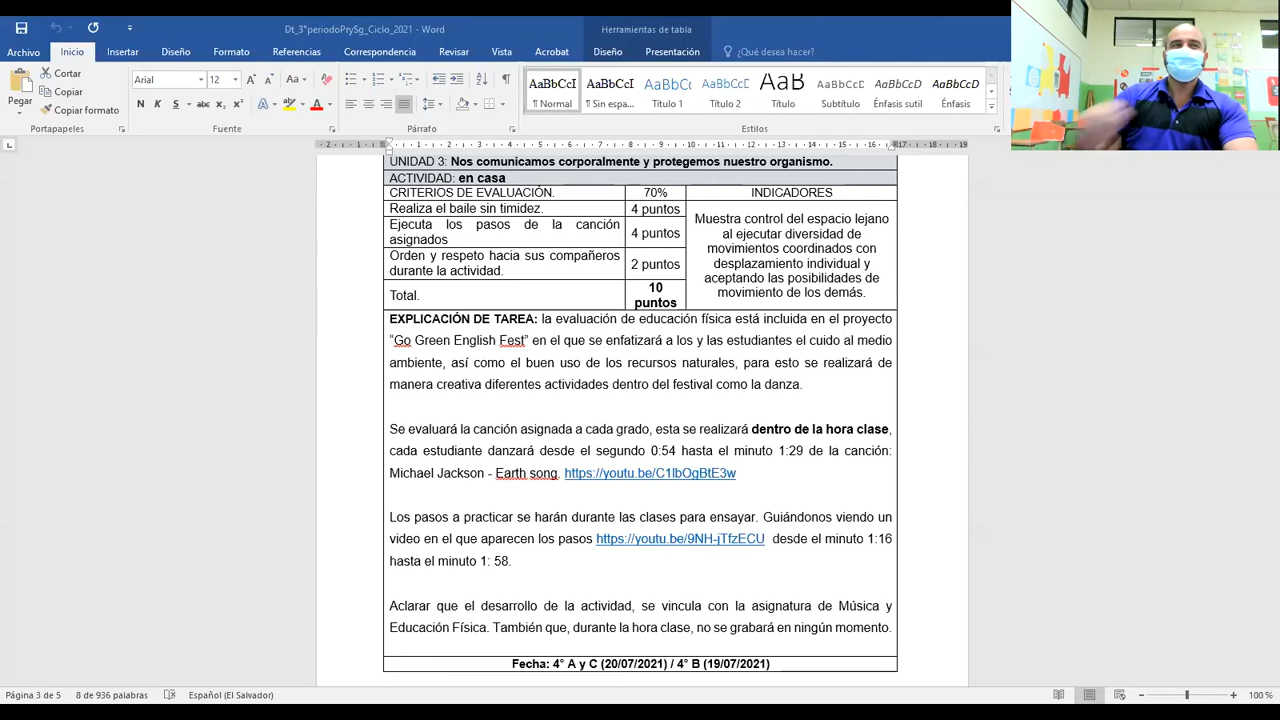 Dt_3°periodoPrySg_Ciclo_2021 - Word
Herramientas de tabla
Archivo Inicio Insertar Diseño Formato Referencias Correspondencia Revisar Vista Acrobat Diseño Presentación ¿Qué desea hacer?
Pegar
Cortar
Copiar
Copiar formato
Portapapeles
Arial 12
Fuente
Párrafo
AaBbCcI AaBbCcI AaBbC( AaBbCcC AaB AaBbCcD AaBbCcD AaBbCcD
¶ Normal ¶ Sin espa... Título 1 Título 2 Título Subtítulo Énfasis sutil Énfasis
Estilos
UNIDAD 3: Nos comunicamos corporalmente y protegemos nuestro organismo.
ACTIVIDAD: en casa
CRITERIOS DE EVALUACIÓN. 70% INDICADORES
Realiza el baile sin timidez. 4 puntos
Ejecuta los pasos de la canción
asignados
4 puntos
Orden y respeto hacia sus compañeros
durante la actividad.
2 puntos
Total.
10
puntos
Muestra control del espacio lejano
al ejecutar diversidad de
movimientos coordinados con
desplazamiento individual y
aceptando las posibilidades de
movimiento de los demás.
EXPLICACIÓN DE TAREA: la evaluación de educación física está incluida en el proyecto
“Go Green English Fest” en el que se enfatizará a los y las estudiantes el cuido al medio
ambiente, así como el buen uso de los recursos naturales, para esto se realizará de
manera creativa diferentes actividades dentro del festival como la danza.
Se evaluará la canción asignada a cada grado, esta se realizará dentro de la hora clase,
cada estudiante danzará desde el segundo 0:54 hasta el minuto 1:29 de la canción:
Michael Jackson - Earth song. https://youtu.be/C1IbOgBtE3w
Los pasos a practicar se harán durante las clases para ensayar. Guiándonos viendo un
video en el que aparecen los pasos https://youtu.be/9NH-jTfzECU desde el minuto 1:16
hasta el minuto 1: 58.
Aclarar que el desarrollo de la actividad, se vincula con la asignatura de Música y
Educación Física. También que, durante la hora clase, no se grabará en ningún momento.
Fecha: 4° A y C (20/07/2021) / 4° B (19/07/2021)
Página 3 de 5 8 de 936 palabras Español (El Salvador) 100 %